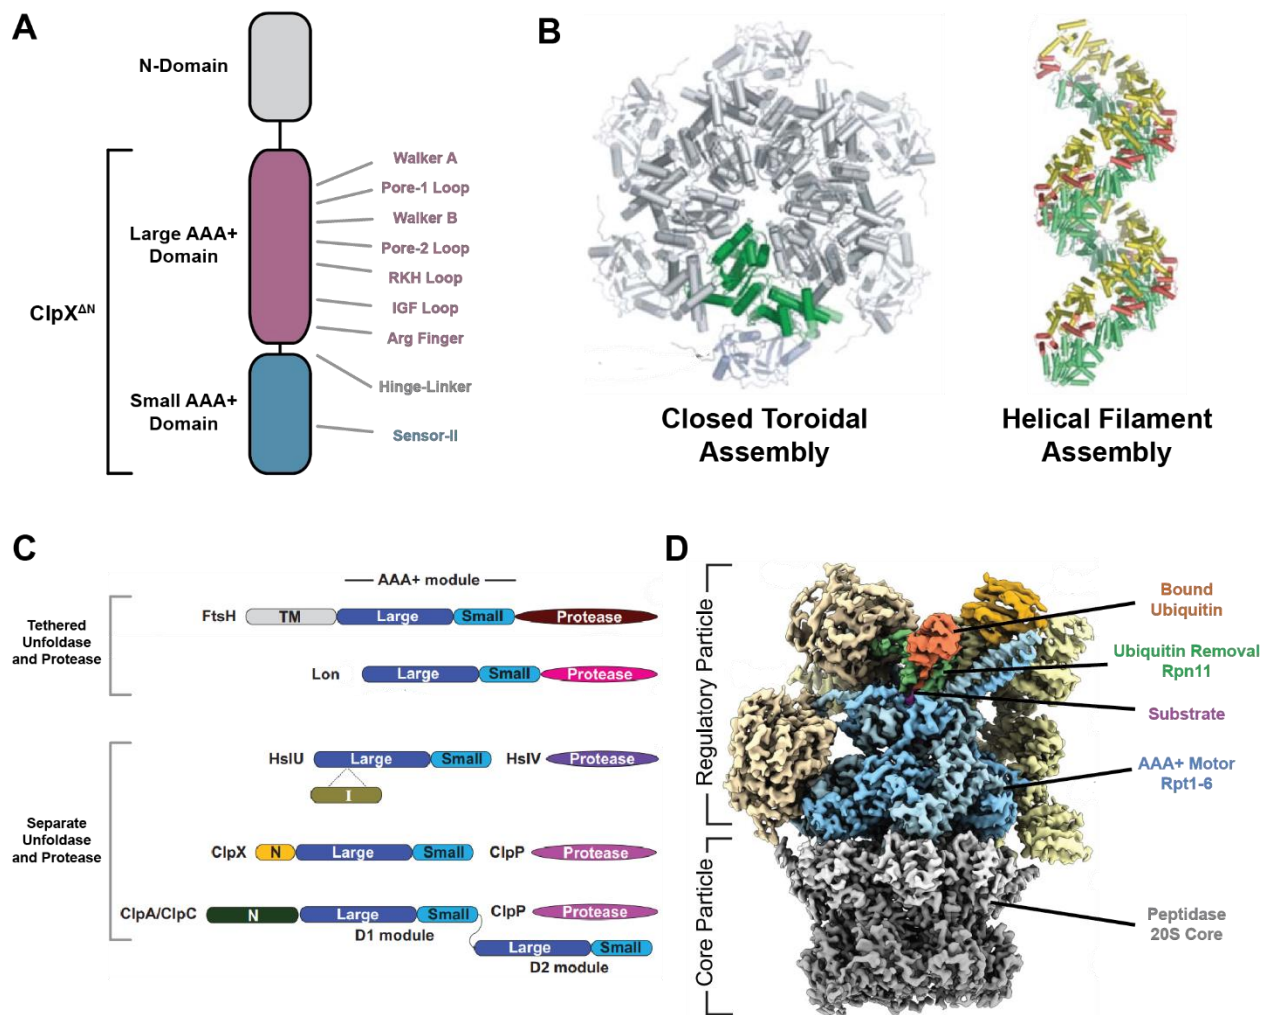 A
N-Domain
ClpXΔN
Large AAA+
Domain
Small AAA+
Domain
Walker A
Pore-1 Loop
Walker B
Pore-2 Loop
RKH Loop
IGF Loop
Arg Finger
Hinge-Linker
Sensor-II
B
Closed Toroidal
Assembly
Helical Filament
Assembly
C
AAA+ module
Tethered
Unfoldase
and Protease
FtsH TM Large Small Protease
Lon Large Small Protease
Separate
Unfoldase
and Protease
HslU Large Small HslV Protease
I
ClpX N Large Small ClpP Protease
ClpA/ClpC N Large Small ClpP Protease
D1 module
Large Small
D2 module
D
Regulatory Particle
Core Particle
Bound
Ubiquitin
Ubiquitin Removal
Rpn11
Substrate
AAA+ Motor
Rpt1-6
Peptidase
20S Core